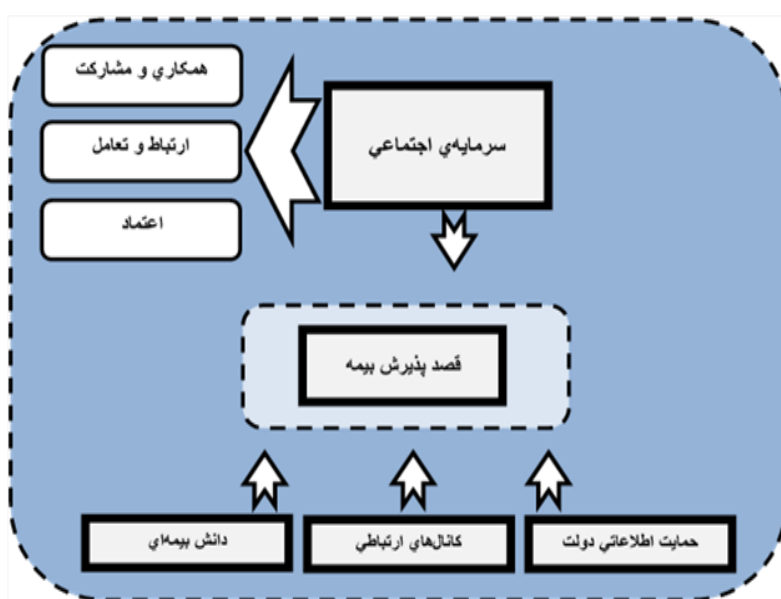 همكاري و مشاركت
سرمايه‌ي اجتماعي
ارتباط و تعامل
اعتماد
قصد پذيرش بيمه
حمايت اطلاعاتي دولت
كانال‌هاي ارتباطي
دانش بيمه‌اي